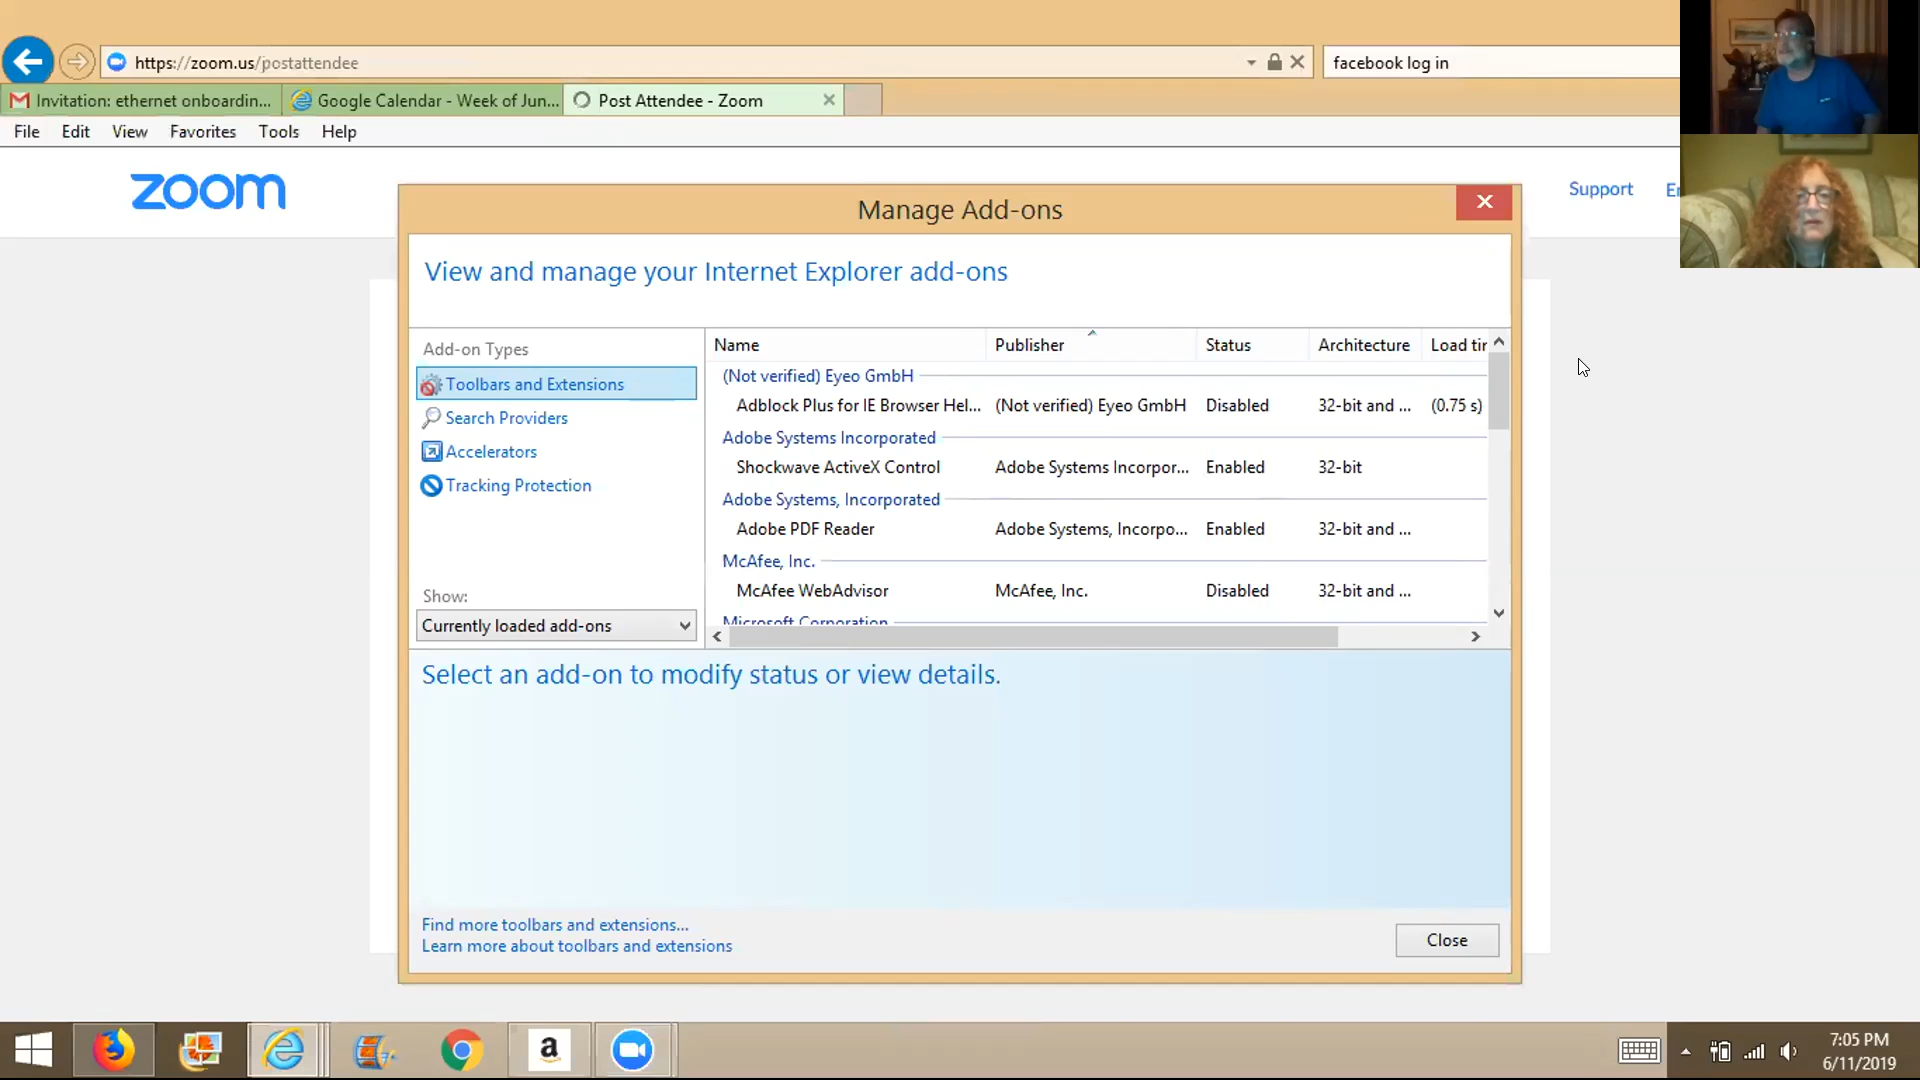 https://zoom.us/postattendee
facebook log in
Invitation: ethernet onboardin...
Google Calendar - Week of Jun...
Post Attendee - Zoom
File Edit View Favorites Tools Help
zoom
Support
Manage Add-ons
View and manage your Internet Explorer add-ons
Add-on Types
Toolbars and Extensions
Search Providers
Accelerators
Tracking Protection
Show:
Currently loaded add-ons
Name Publisher Status Architecture Load tir
(Not verified) Eyeo GmbH
Adblock Plus for IE Browser Hel... (Not verified) Eyeo GmbH Disabled 32-bit and ... (0.75 s)
Adobe Systems Incorporated
Shockwave ActiveX Control Adobe Systems Incorpor... Enabled 32-bit
Adobe Systems, Incorporated
Adobe PDF Reader Adobe Systems, Incorpo... Enabled 32-bit and ...
McAfee, Inc.
McAfee WebAdvisor McAfee, Inc. Disabled 32-bit and ...
Microsoft Corporation
Select an add-on to modify status or view details.
Find more toolbars and extensions...
Learn more about toolbars and extensions
Close
a
7:05 PM
6/11/2019